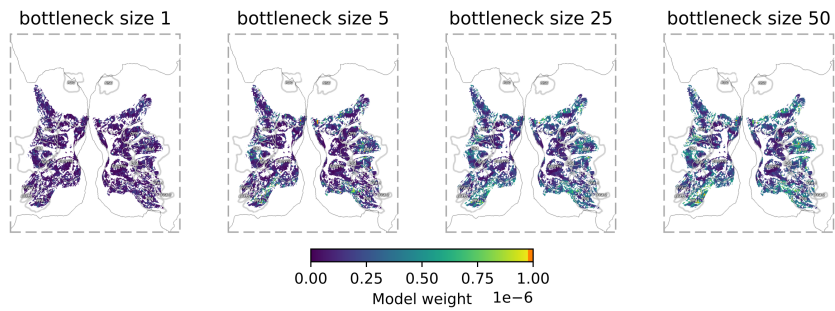 bottleneck size 1
bottleneck size 5
bottleneck size 25
bottleneck size 50
0.00 0.25 0.50 0.75 1.00
Model weight 1e−6